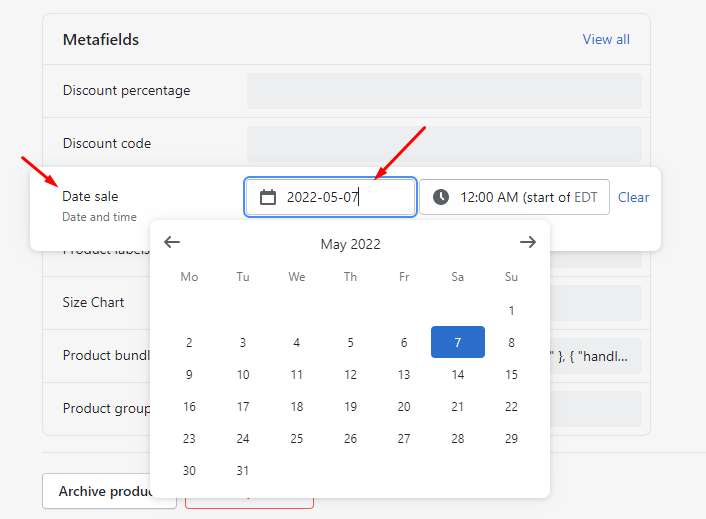 Metafields View all
Discount percentage
Discount code
Date sale 2022-05-07 12:00 AM (start of EDT Clear
Date and time
May 2022
Product labels
Mo Tu We Th Fr Sa Su
Size Chart 1
2 3 4 5 6 7 8
Product bundl " }, { "handl...
9 10 11 12 13 14 15
Product group 16 17 18 19 20 21 22
23 24 25 26 27 28 29
30 31
Archive produc